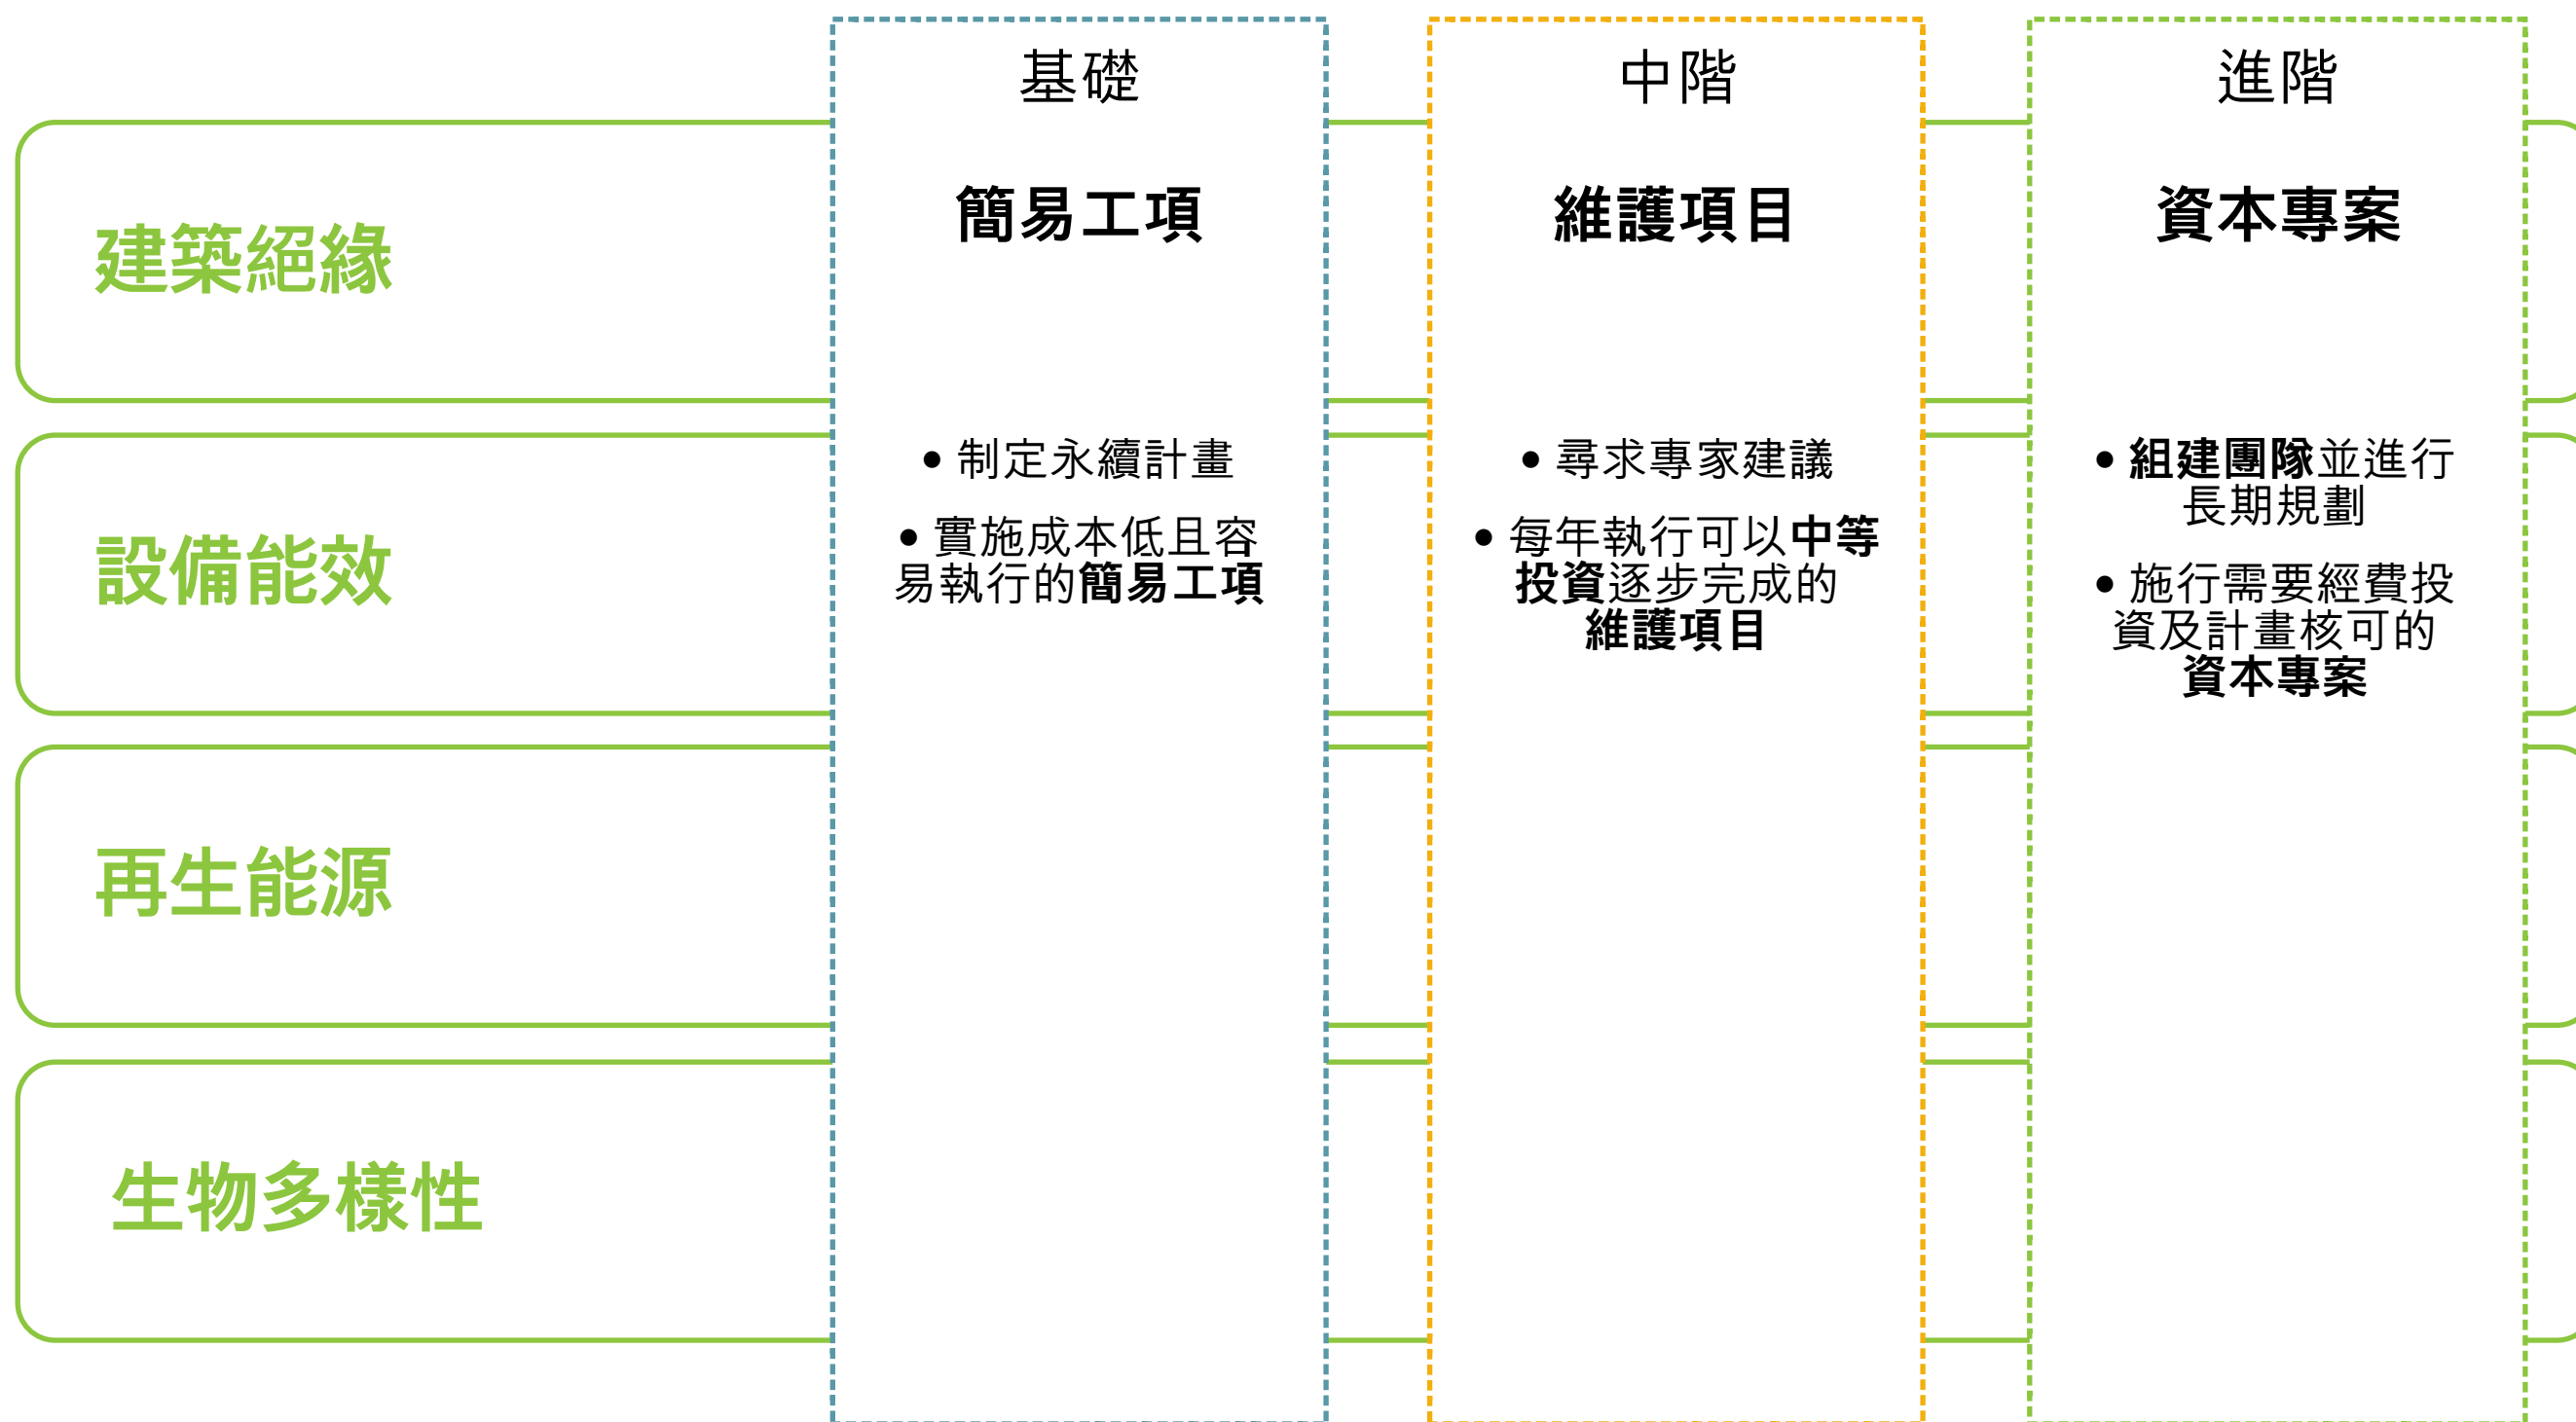 基礎
中階
進階
簡易工項
維護項目
資本專案
建築絕緣
設備能效
再生能源
生物多樣性
• 制定永續計畫
• 實施成本低且容
易執行的簡易工項
• 尋求專家建議
• 每年執行可以中等
投資逐步完成的
維護項目
• 組建團隊並進行
長期規劃
• 施行需要經費投
資及計畫核可的
資本專案